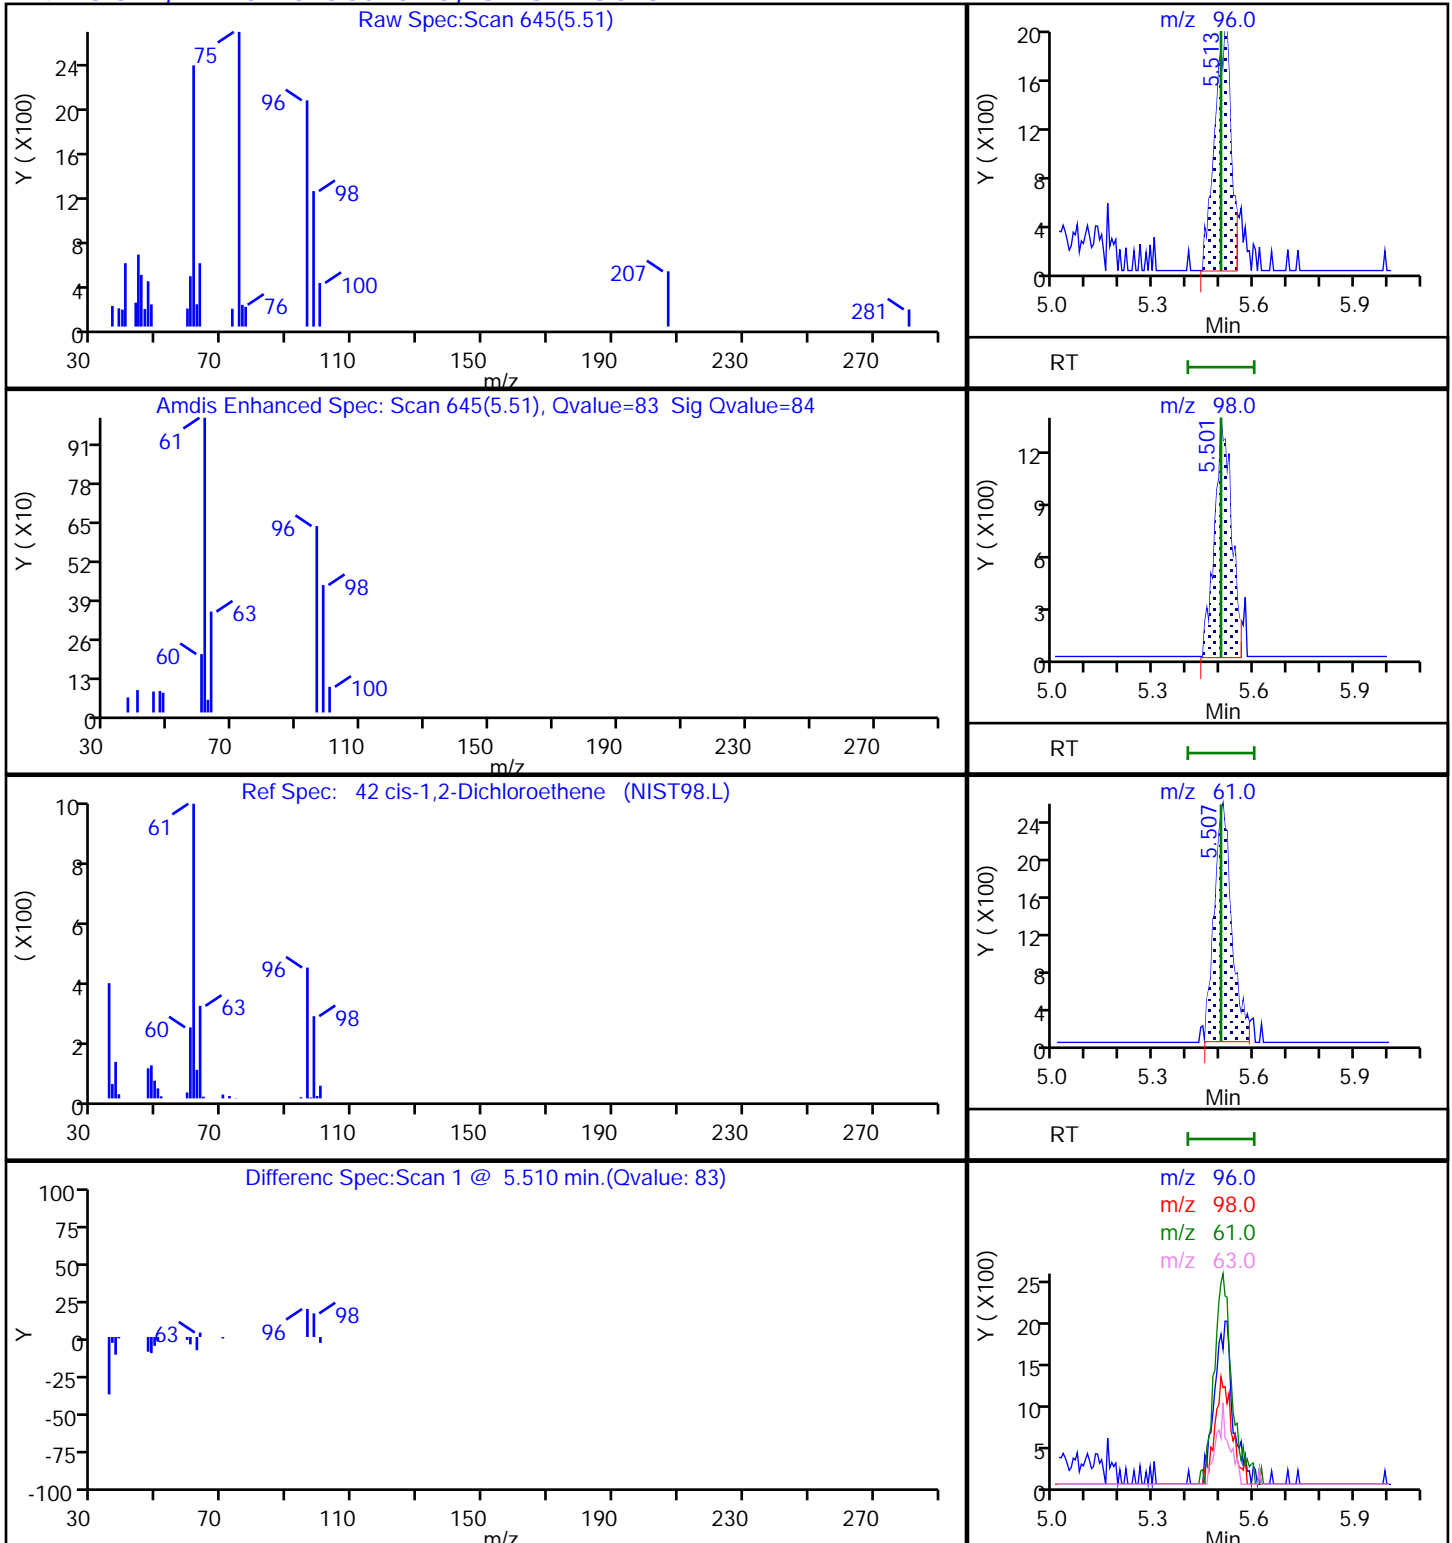 Raw Spec:Scan 645(5.51)
Y ( X100)
24
20
16
12
8
4
0
75
96
98
100
76
207
281
30 70 110 150 190 230 270
m/z
m/z 96.0
Y ( X100)
20
16
12
8
4
0
5.513
5.0 5.3 5.6 5.9
Min
RT
Amdis Enhanced Spec: Scan 645(5.51), Qvalue=83 Sig Qvalue=84
Y ( X10)
91
78
65
52
39
26
13
0
61
96
98
63
60
100
30 70 110 150 190 230 270
m/z
m/z 98.0
Y ( X100)
12
9
6
3
0
5.501
5.0 5.3 5.6 5.9
Min
RT
Ref Spec: 42 cis-1,2-Dichloroethene (NIST98.L)
( X100)
10
8
6
4
2
0
61
96
63
60
98
30 70 110 150 190 230 270
m/z 61.0
Y ( X100)
24
20
16
12
8
4
0
5.507
5.0 5.3 5.6 5.9
Min
RT
Differenc Spec:Scan 1 @ 5.510 min.(Qvalue: 83)
Y
100
75
50
25
0
-25
-50
-75
-100
63
96
98
30 70 110 150 190 230 270
m/z
m/z 96.0
m/z 98.0
m/z 61.0
m/z 63.0
Y ( X100)
25
20
15
10
5
0
5.0 5.3 5.6 5.9
Min